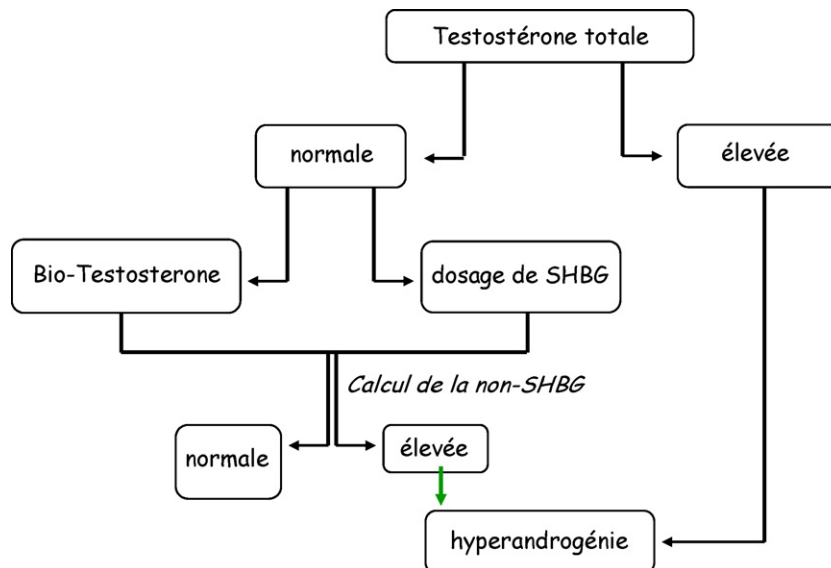 Testostérone totale
normale
élevée
Bio-Testosterone
dosage de SHBG
Calcul de la non-SHBG
normale
élevée
hyperandrogénie